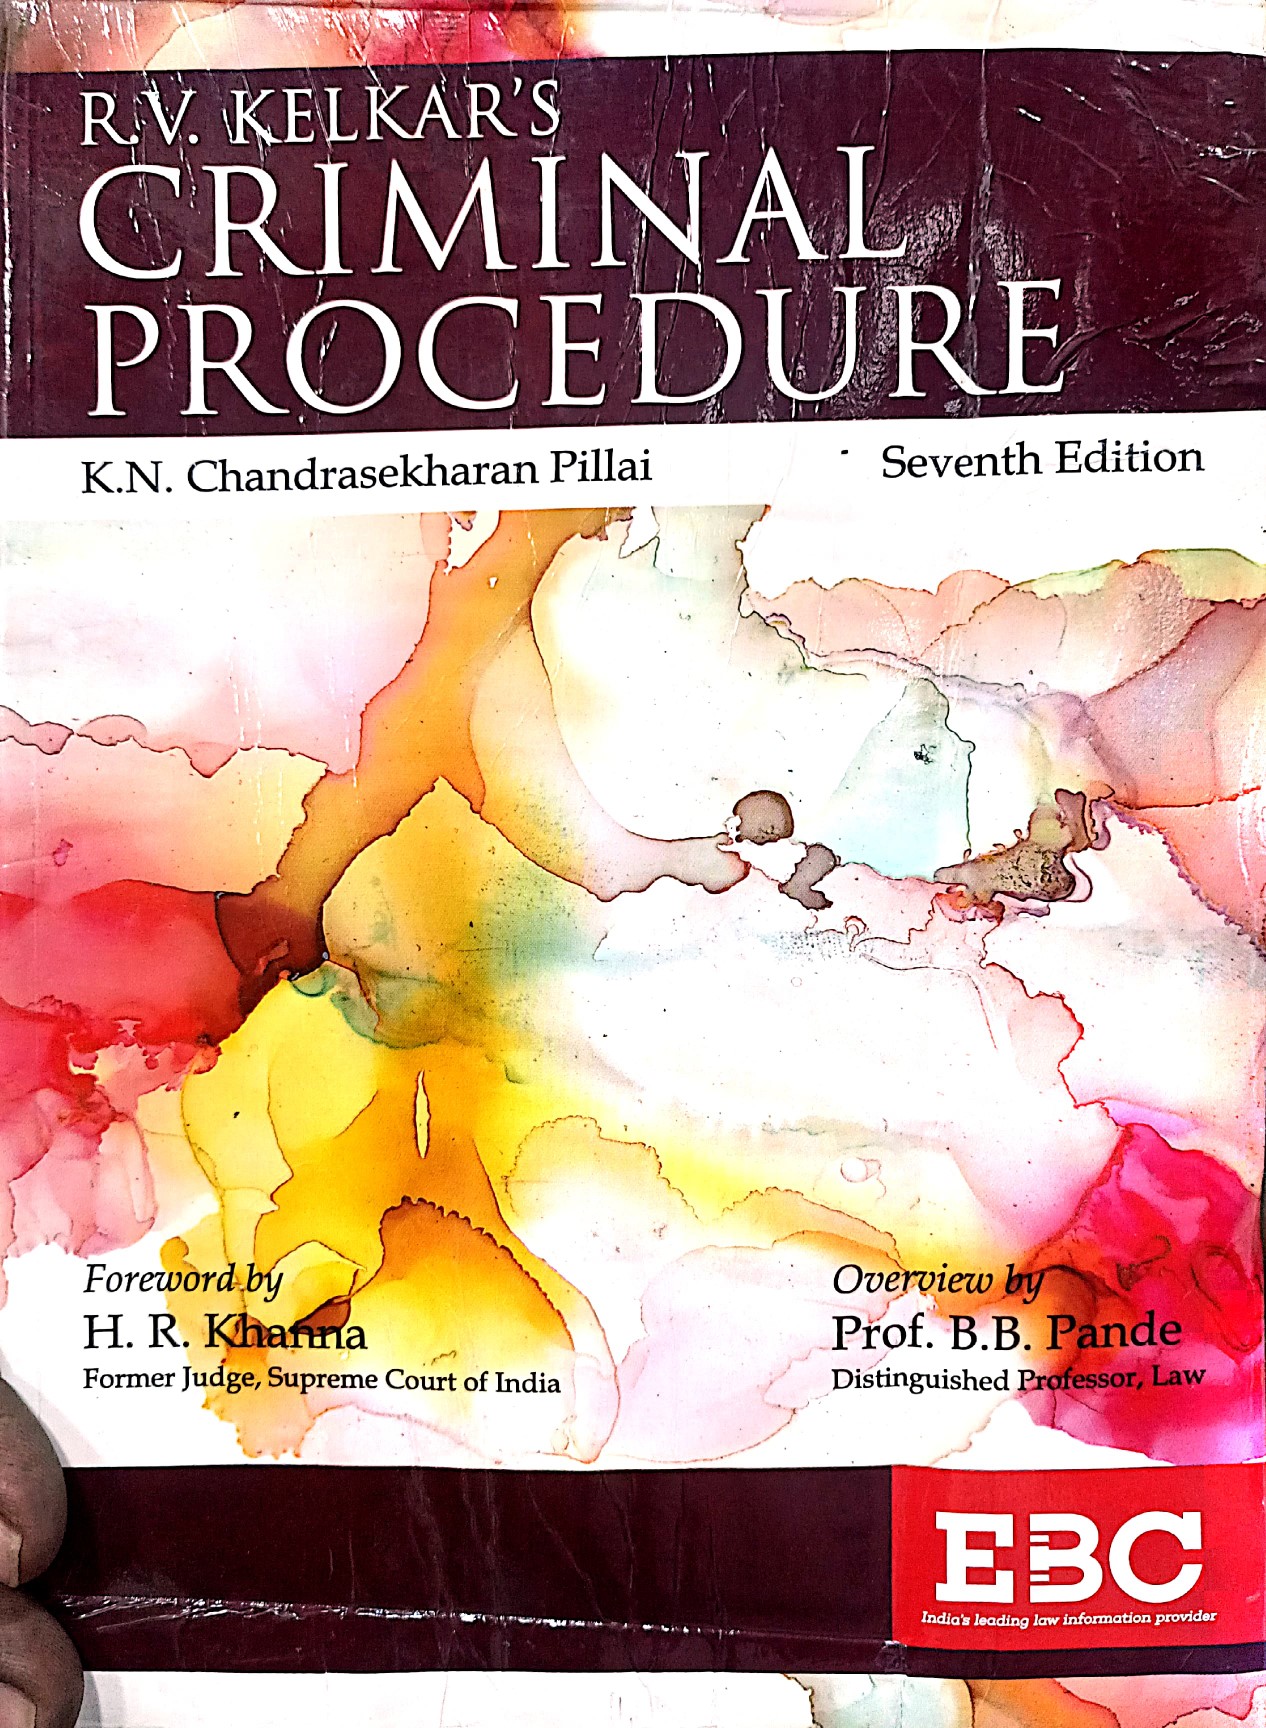 R.V. KELKAR'S
CRIMINAL
PROCEDURE
K.N. Chandrasekharan Pillai
Seventh Edition
Foreword by
H. R. Khanna
Former Judge, Supreme Court of India
Overview by
Prof. B.B. Pande
Distinguished Professor, Law
EBC
India's leading law information provider